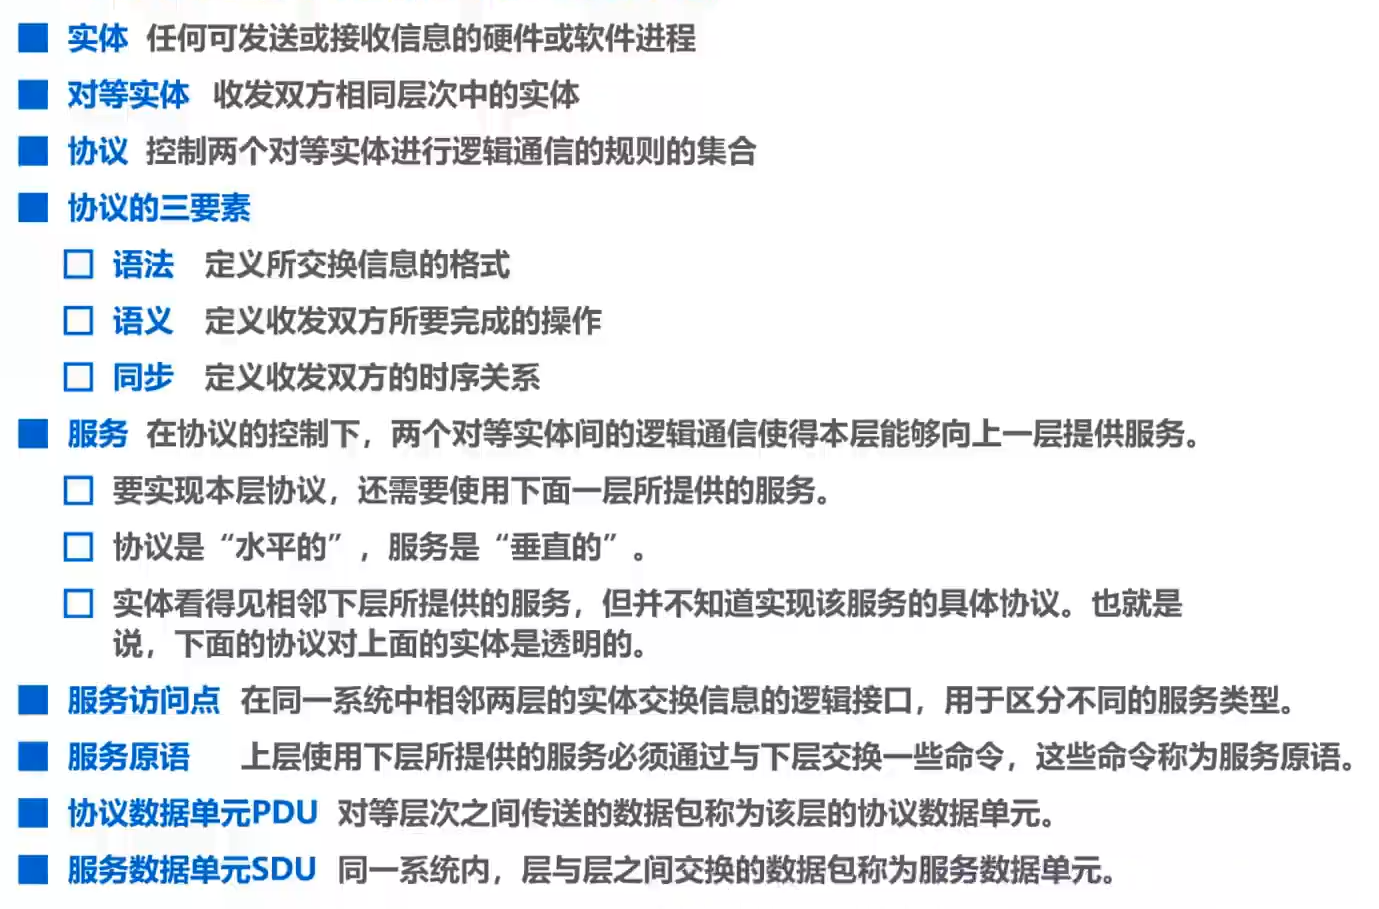 实体 任何可发送或接收信息的硬件或软件进程
对等实体 收发双方相同层次中的实体
协议 控制两个对等实体进行逻辑通信的规则的集合
协议的三要素
语法 定义所交换信息的格式
语义 定义收发双方所要完成的操作
同步 定义收发双方的时序关系
服务 在协议的控制下，两个对等实体间的逻辑通信使得本层能够向上一层提供服务。
要实现本层协议，还需要使用下面一层所提供的服务。
协议是“水平的”，服务是“垂直的”。
实体看得见相邻下层所提供的服务，但并不知道实现该服务的具体协议。也就是
说，下面的协议对上面的实体是透明的。
服务访问点 在同一系统中相邻两层的实体交换信息的逻辑接口，用于区分不同的服务类型。
服务原语 上层使用下层所提供的服务必须通过与下层交换一些命令，这些命令称为服务原语。
协议数据单元PDU 对等层次之间传送的数据包称为该层的协议数据单元。
服务数据单元SDU 同一系统内，层与层之间交换的数据包称为服务数据单元。